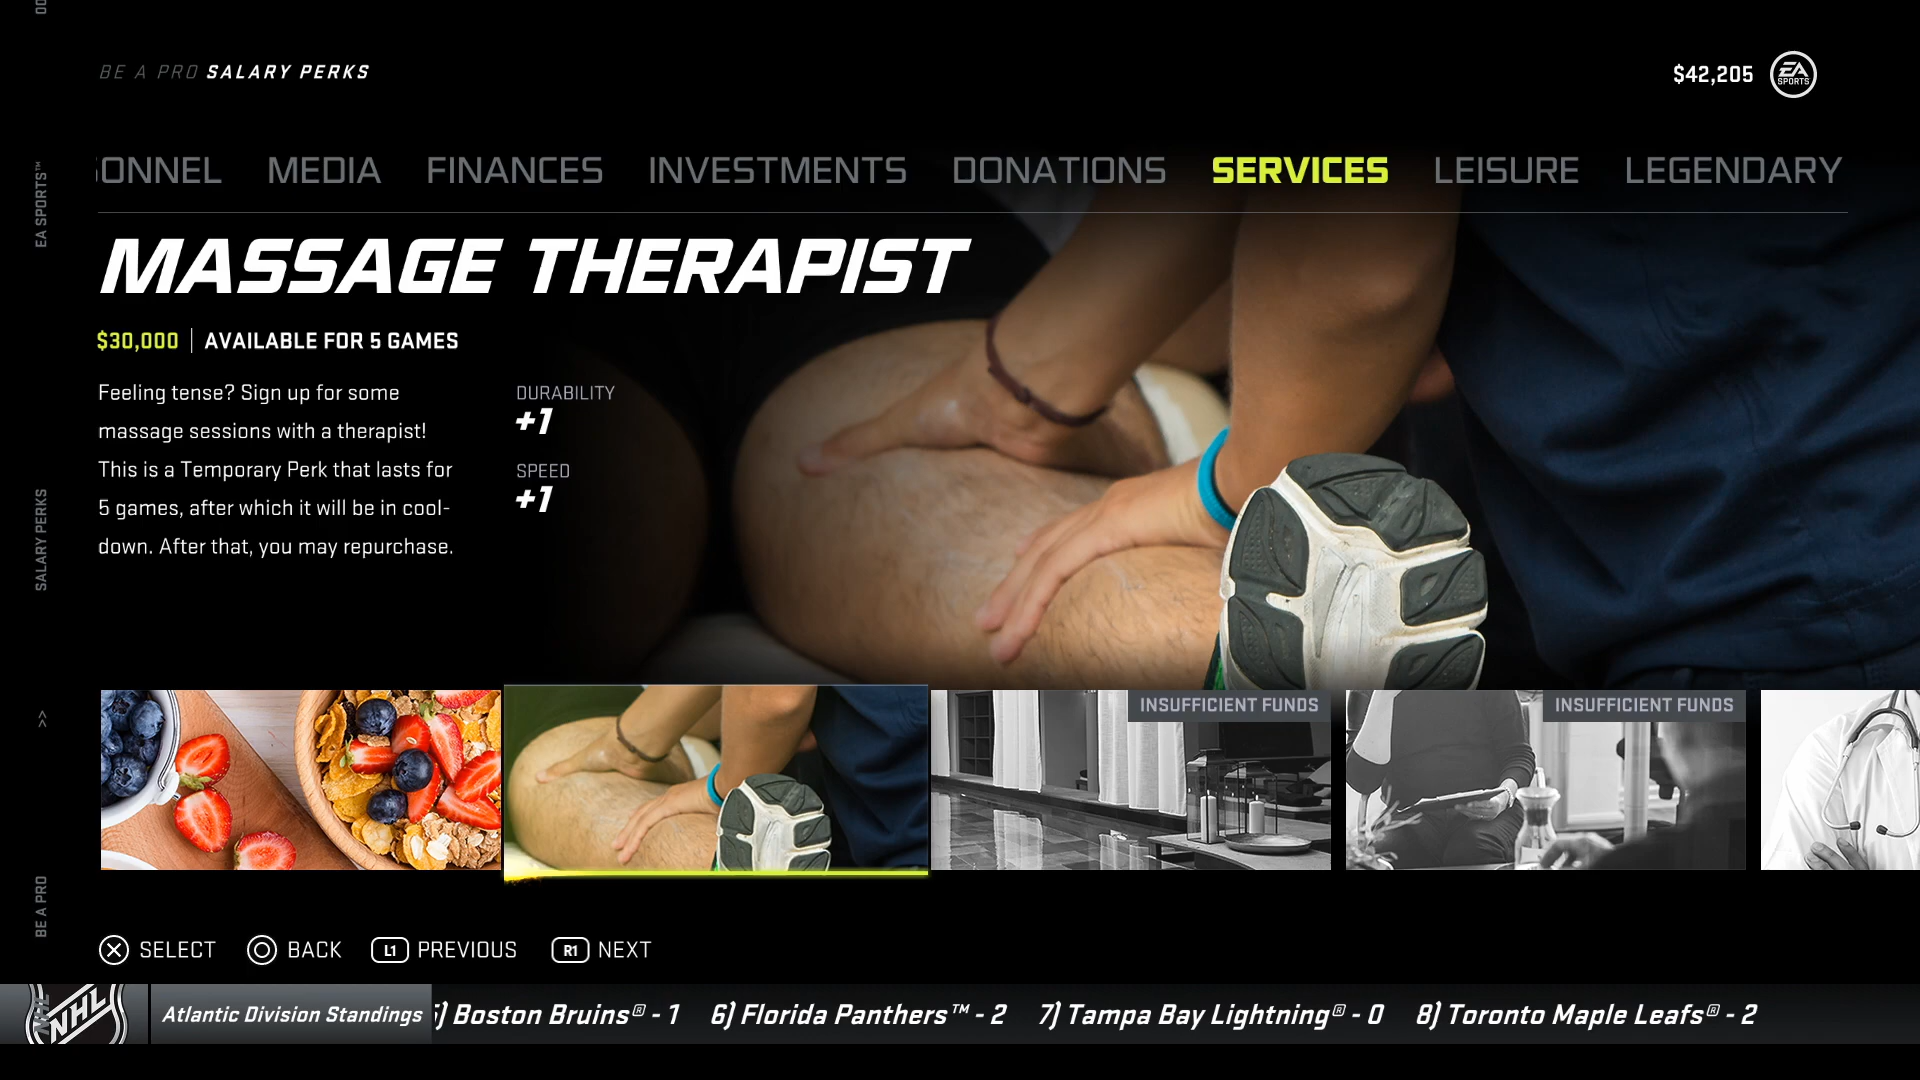 BE A PRO SALARY PERKS
$42,205
EA SPORTS
ONNEL MEDIA FINANCES INVESTMENTS DONATIONS SERVICES LEISURE LEGENDARY
MASSAGE THERAPIST
$30,000 | AVAILABLE FOR 5 GAMES
Feeling tense? Sign up for some
massage sessions with a therapist!
This is a Temporary Perk that lasts for
5 games, after which it will be in cool-
down. After that, you may repurchase.
DURABILITY
+1
SPEED
+1
INSUFFICIENT FUNDS
INSUFFICIENT FUNDS
EA SPORTS™
SALARY PERKS
>>
BE A PRO
SELECT BACK L1 PREVIOUS R1 NEXT
NHL
Atlantic Division Standings
5) Boston Bruins® - 1 6) Florida Panthers™ - 2 7) Tampa Bay Lightning® - 0 8) Toronto Maple Leafs® - 2